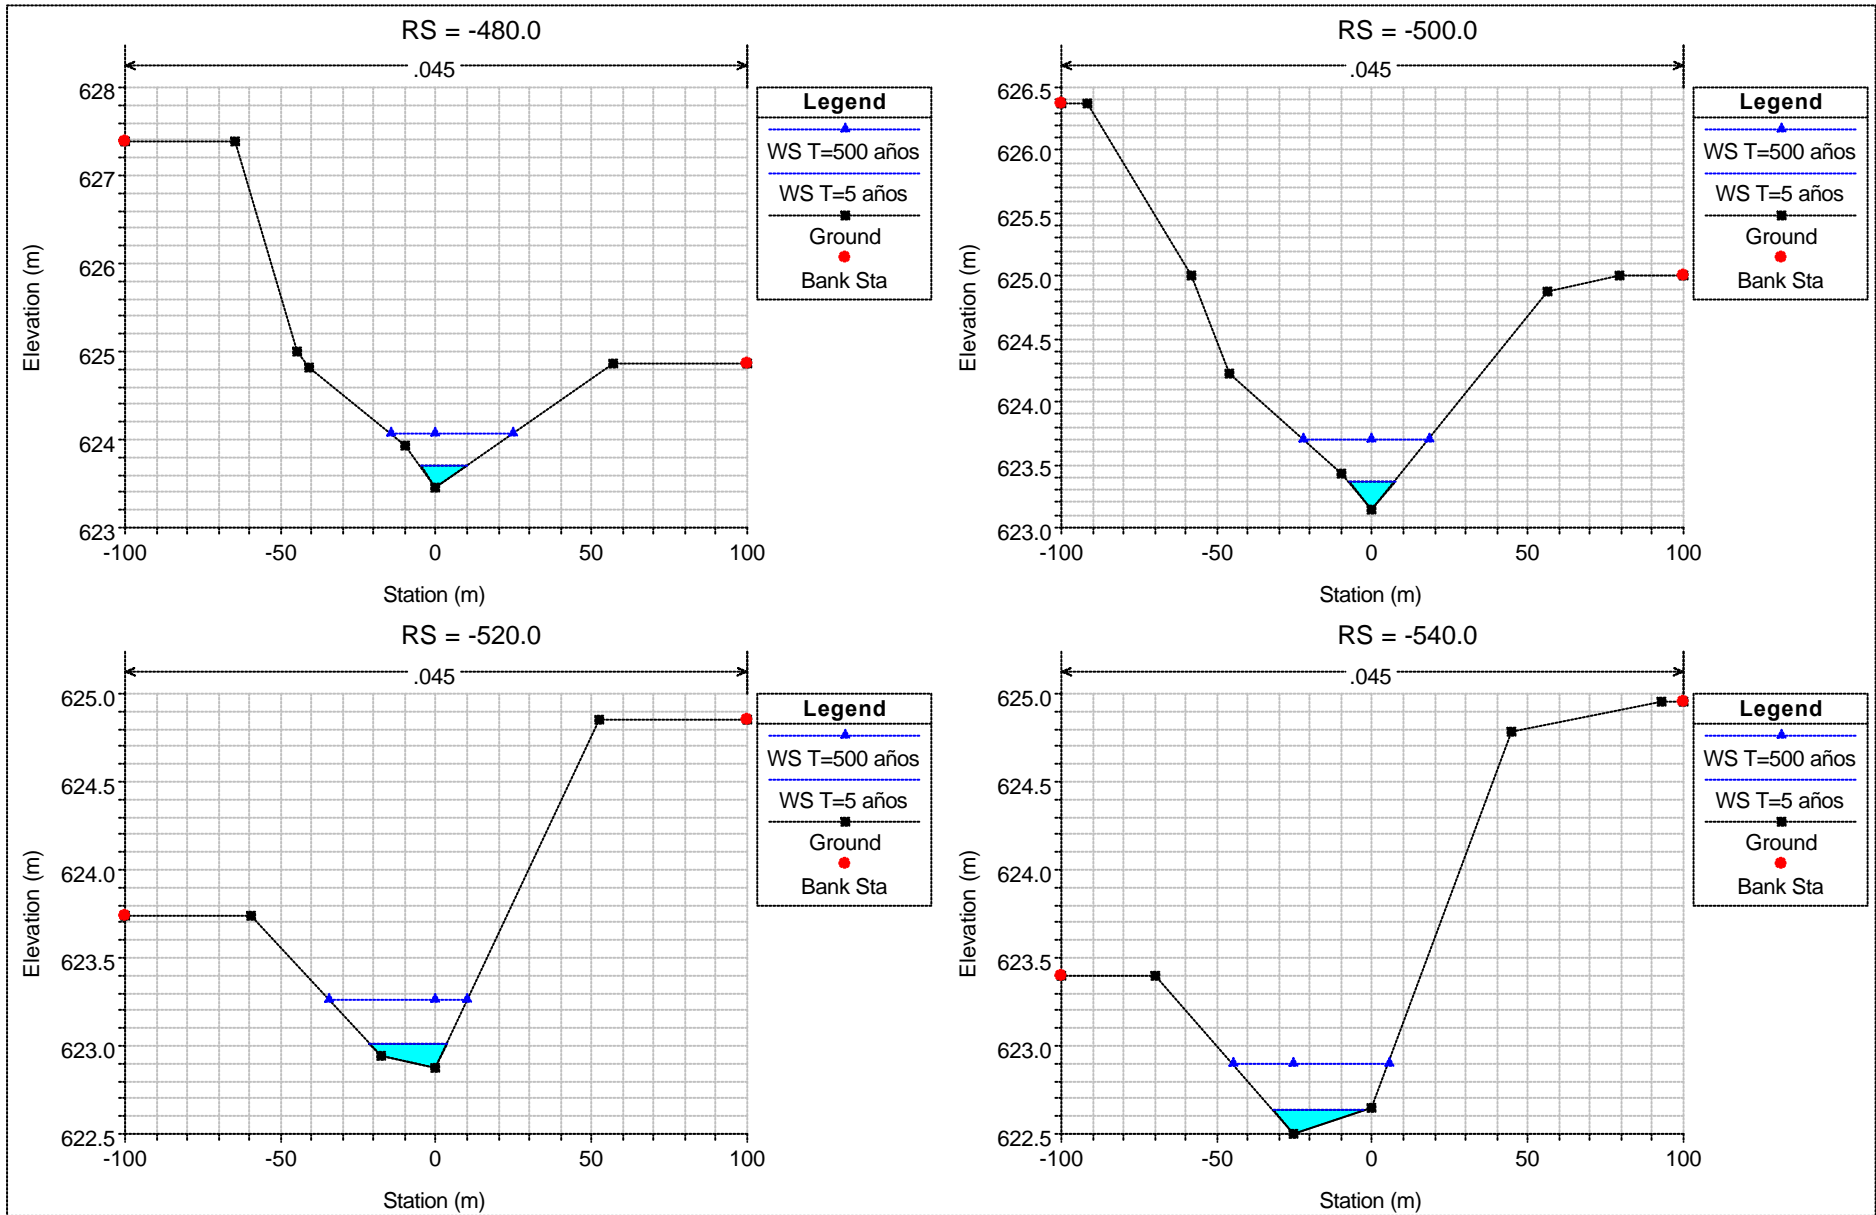 RS = -480.0
.045
628
627
626
625
624
623
Elevation (m)
-100
-50
0
50
100
Station (m)
Legend
WS T=500 años
WS T=5 años
Ground
Bank Sta
RS = -500.0
.045
626.5
626.0
625.5
625.0
624.5
624.0
623.5
623.0
Elevation (m)
-100
-50
0
50
100
Station (m)
Legend
WS T=500 años
WS T=5 años
Ground
Bank Sta
RS = -520.0
.045
625.0
624.5
624.0
623.5
623.0
622.5
Elevation (m)
-100
-50
0
50
100
Station (m)
Legend
WS T=500 años
WS T=5 años
Ground
Bank Sta
RS = -540.0
.045
625.0
624.5
624.0
623.5
623.0
622.5
Elevation (m)
-100
-50
0
50
100
Station (m)
Legend
WS T=500 años
WS T=5 años
Ground
Bank Sta